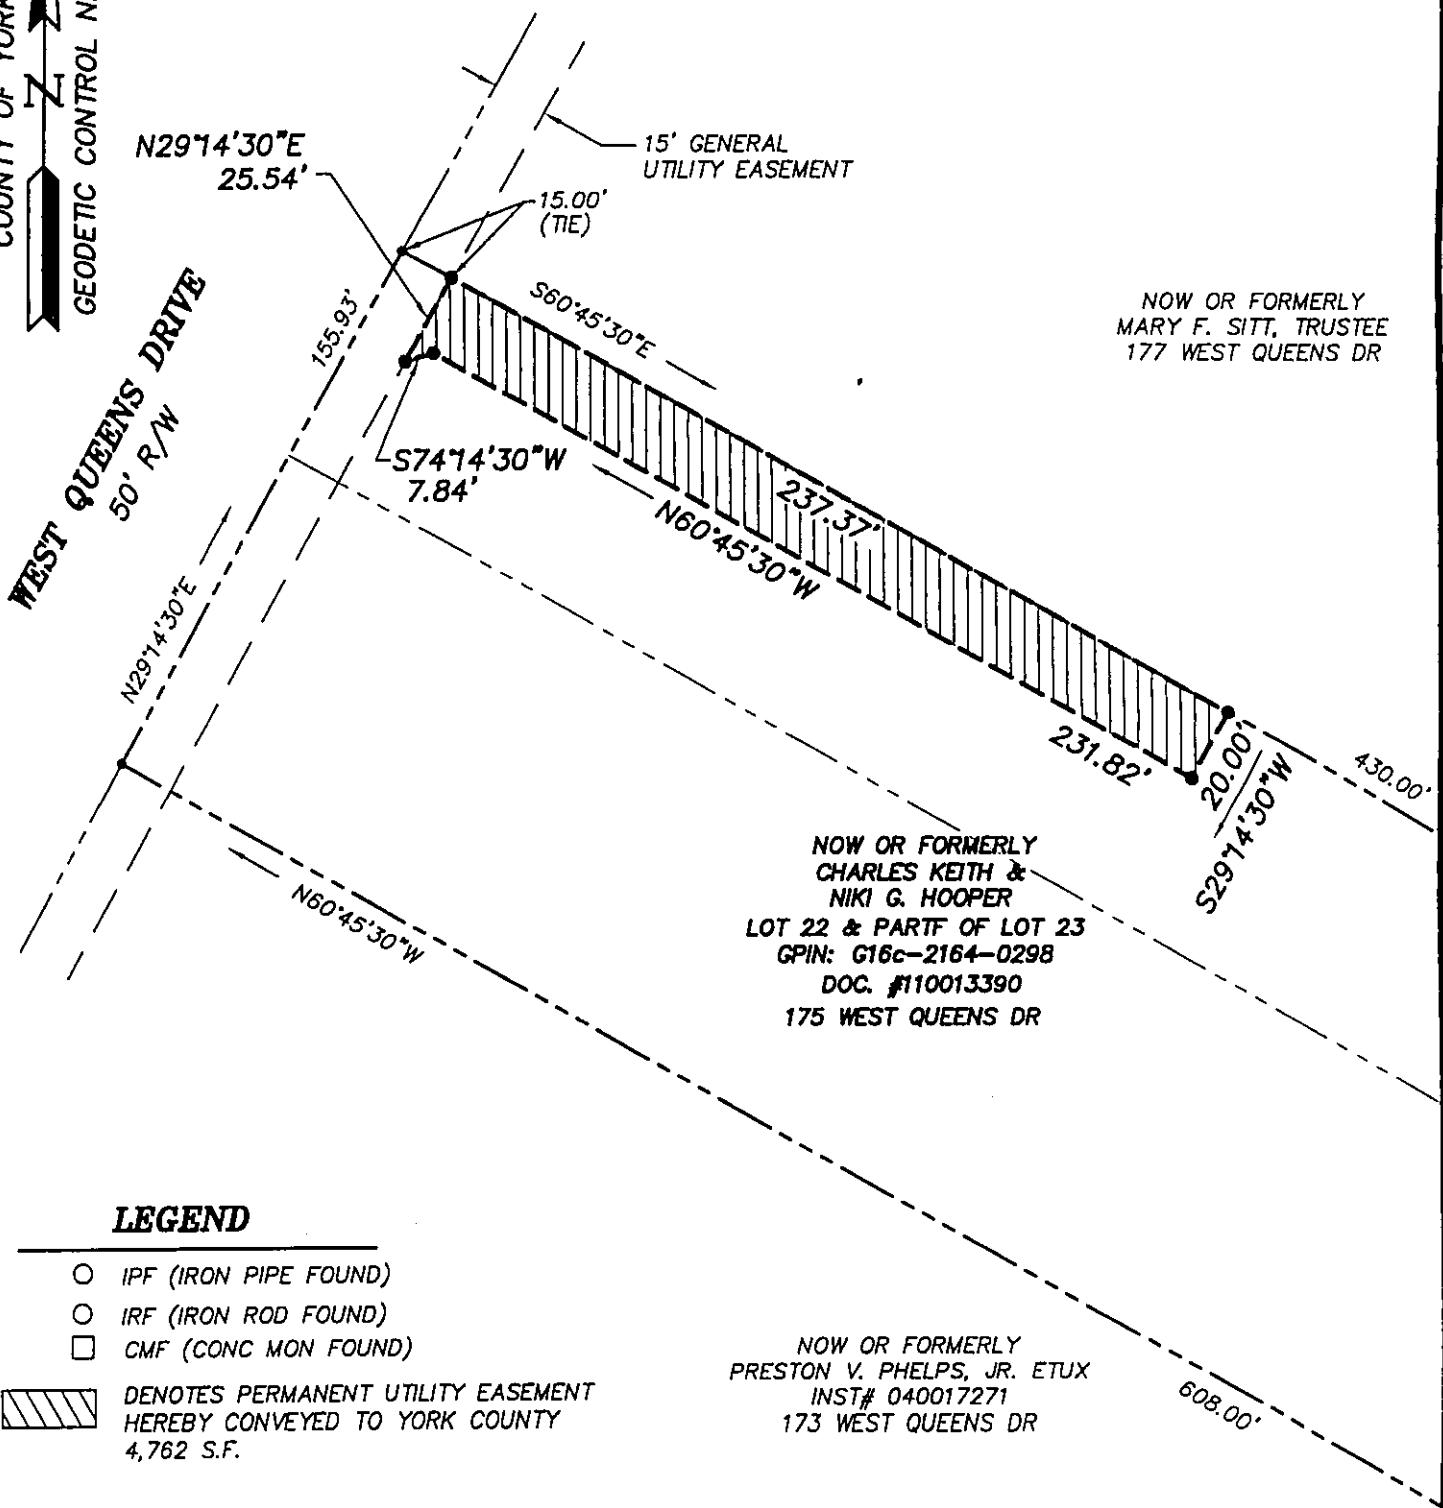 COUNTY OF YORK
N
GEODETIC CONTROL
N29°14'30"E
25.54'
15' GENERAL
UTILITY EASEMENT
15.00'
(TIE)
WEST QUEENS DRIVE
50' R/W
155.93'
S60°45'30"E
NOW OR FORMERLY
MARY F. SITT, TRUSTEE
177 WEST QUEENS DR
S74°14'30"W
7.84'
237.37'
N60°45'30"W
N29°14'30"E
231.82'
20.00'
S29°14'30"W
430.00'
N60°45'30"W
NOW OR FORMERLY
CHARLES KEITH &
NIKI G. HOOPER
LOT 22 & PARTF OF LOT 23
GPIN: G16c-2164-0298
DOC. #110013390
175 WEST QUEENS DR
LEGEND
IPF (IRON PIPE FOUND)
IRF (IRON ROD FOUND)
CMF (CONC MON FOUND)
DENOTES PERMANENT UTILITY EASEMENT
HEREBY CONVEYED TO YORK COUNTY
4,762 S.F.
NOW OR FORMERLY
PRESTON V. PHELPS, JR. ETUX
INST# 040017271
173 WEST QUEENS DR
608.00'